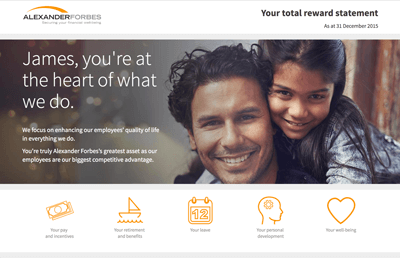 ALEXANDERFORBES
Securing your financial well-being
Your total reward statement
As at 31 December 2015
James, you're at
the heart of what
we do.
We focus on enhancing our employees' quality of life
in everything we do.
You're truly Alexander Forbes's greatest asset as our
employees are our biggest competitive advantage.
12
Your pay
and incentives
Your retirement
and benefits
Your leave
Your personal
development
Your well-being